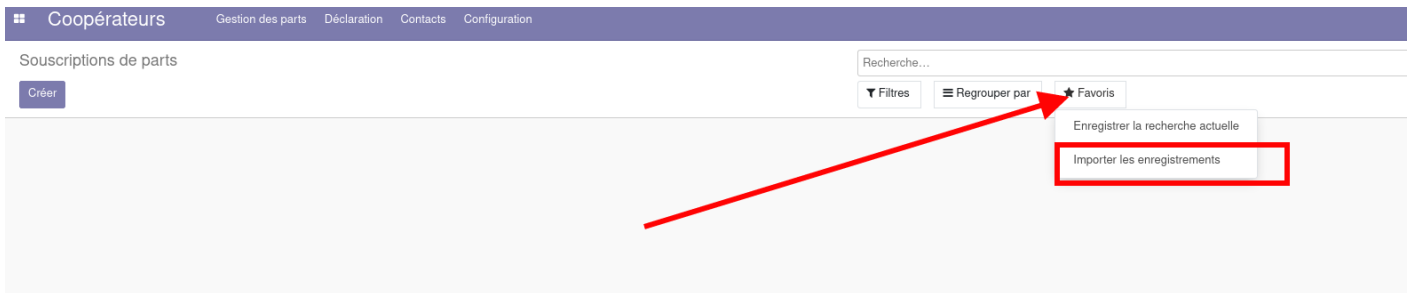 Coopérateurs Gestion des parts Déclaration Contacts Configuration
Souscriptions de parts
Recherche...
Créer
Filtres Regrouper par Favoris
Enregistrer la recherche actuelle
Importer les enregistrements